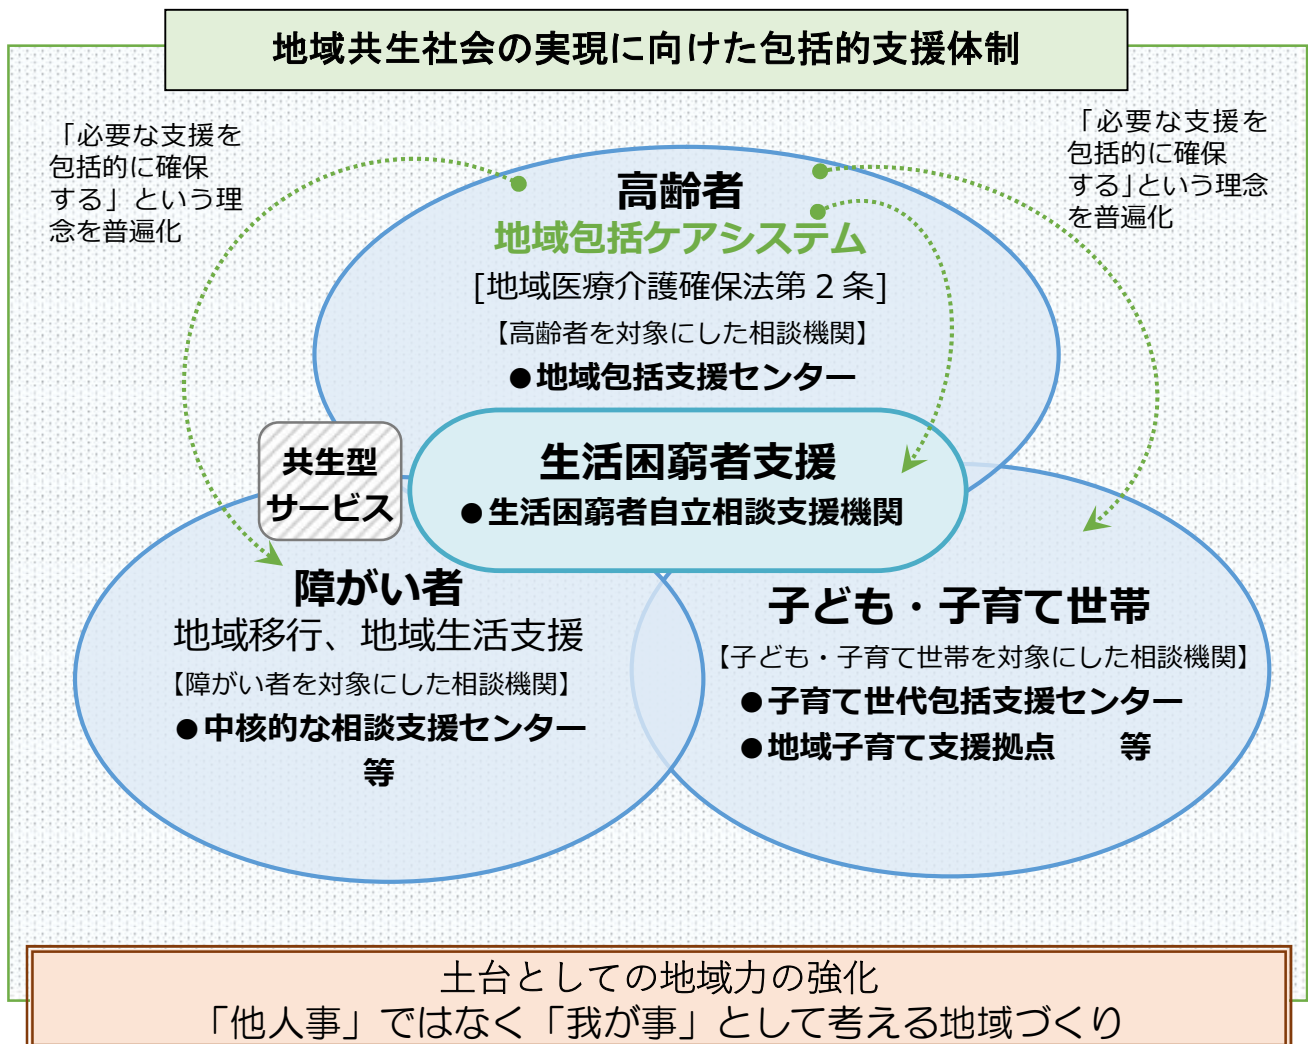 地域共生社会の実現に向けた包括的支援体制
「必要な支援を
包括的に確保
する」という理
念を普遍化
「必要な支援を
包括的に確保
する」という理念
を普遍化
高齢者
地域包括ケアシステム
[地域医療介護確保法第２条]
【高齢者を対象にした相談機関】
●地域包括支援センター
共生型
サービス
生活困窮者支援
●生活困窮者自立相談支援機関
障がい者
地域移行、地域生活支援
【障がい者を対象にした相談機関】
●中核的な相談支援センター
等
子ども・子育て世帯
【子ども・子育て世帯を対象にした相談機関】
●子育て世代包括支援センター
●地域子育て支援拠点　　等
土台としての地域力の強化
「他人事」ではなく「我が事」として考える地域づくり